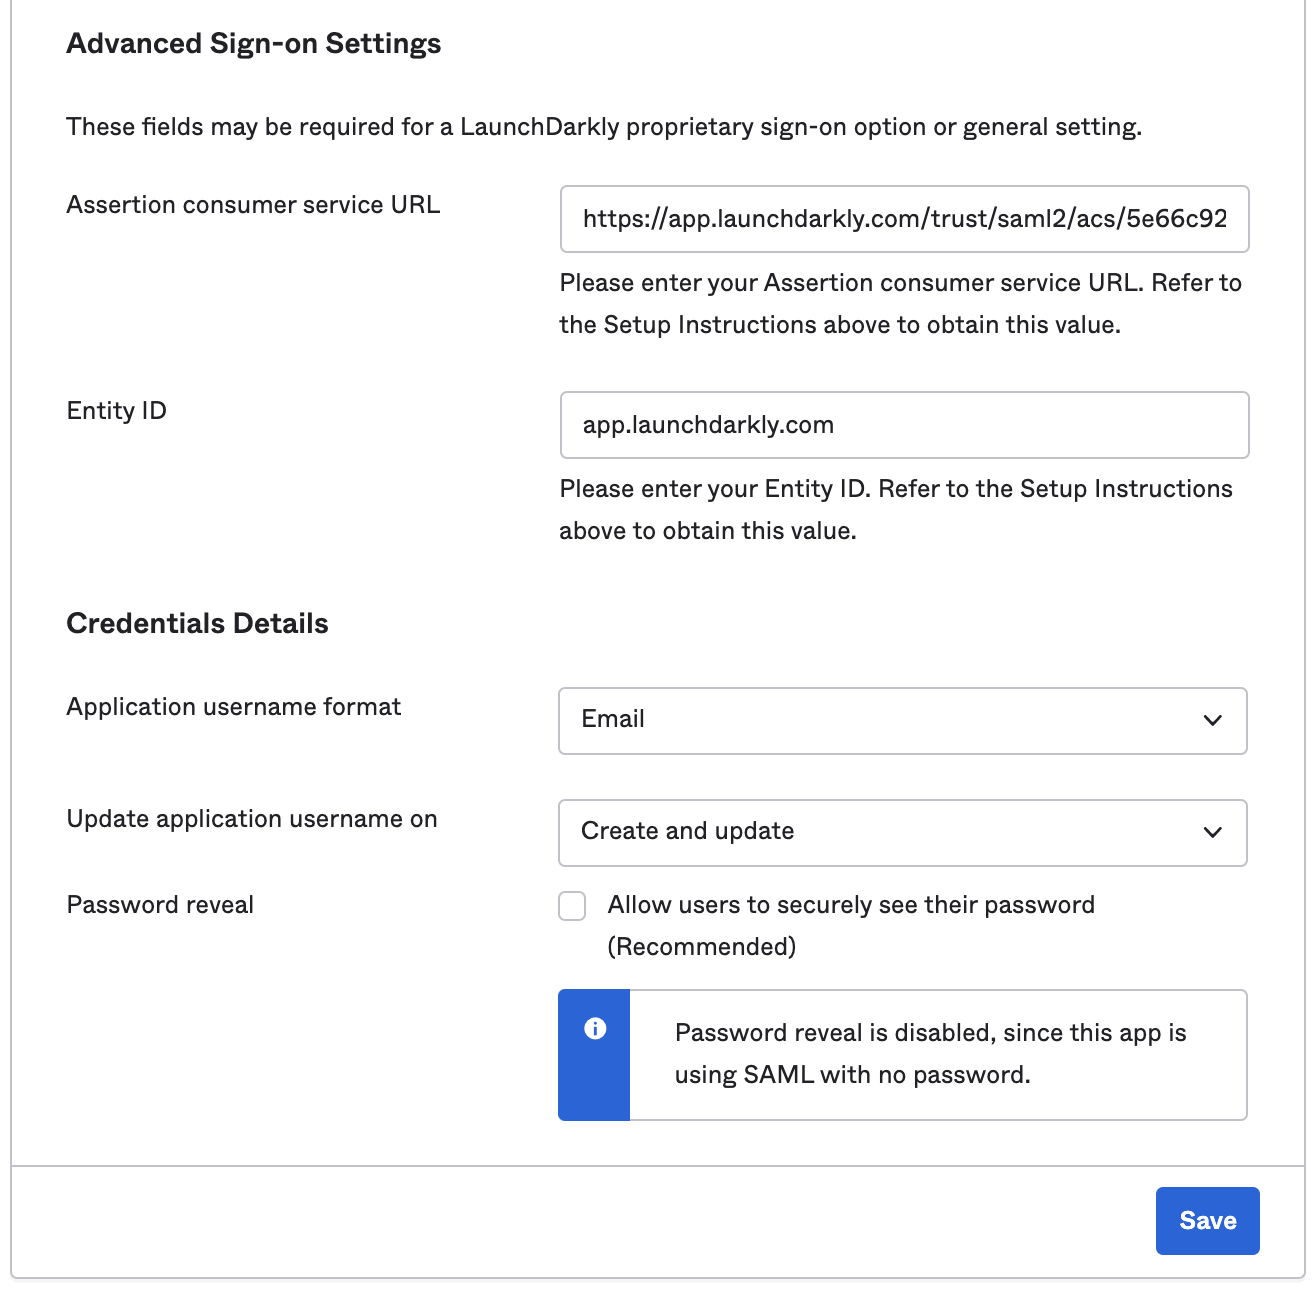 Advanced Sign-on Settings
These fields may be required for a LaunchDarkly proprietary sign-on option or general setting.
Assertion consumer service URL
https://app.launchdarkly.com/trust/saml2/acs/5e66c92
Please enter your Assertion consumer service URL. Refer to
the Setup Instructions above to obtain this value.
Entity ID
app.launchdarkly.com
Please enter your Entity ID. Refer to the Setup Instructions
above to obtain this value.
Credentials Details
Application username format
Email
Update application username on
Create and update
Password reveal
Allow users to securely see their password
(Recommended)
Password reveal is disabled, since this app is
using SAML with no password.
Save